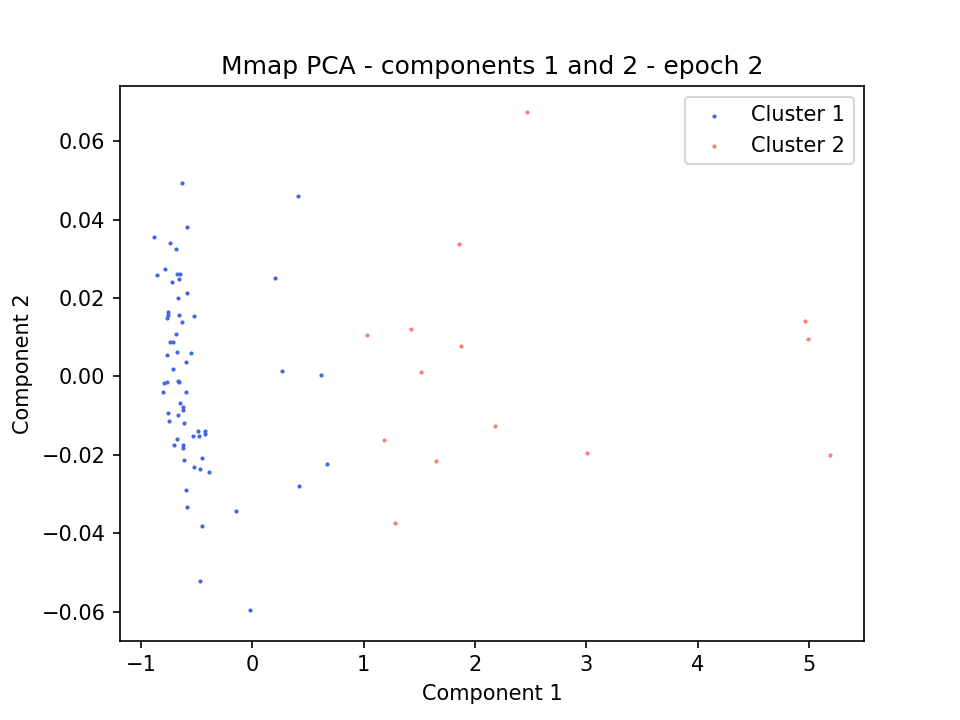 Mmap PCA - components 1 and 2 - epoch 2
Cluster 1
Cluster 2
0.06
0.04
0.02
0.00
−0.02
−0.04
−0.06
Component 2
−1 0 1 2 3 4 5
Component 1